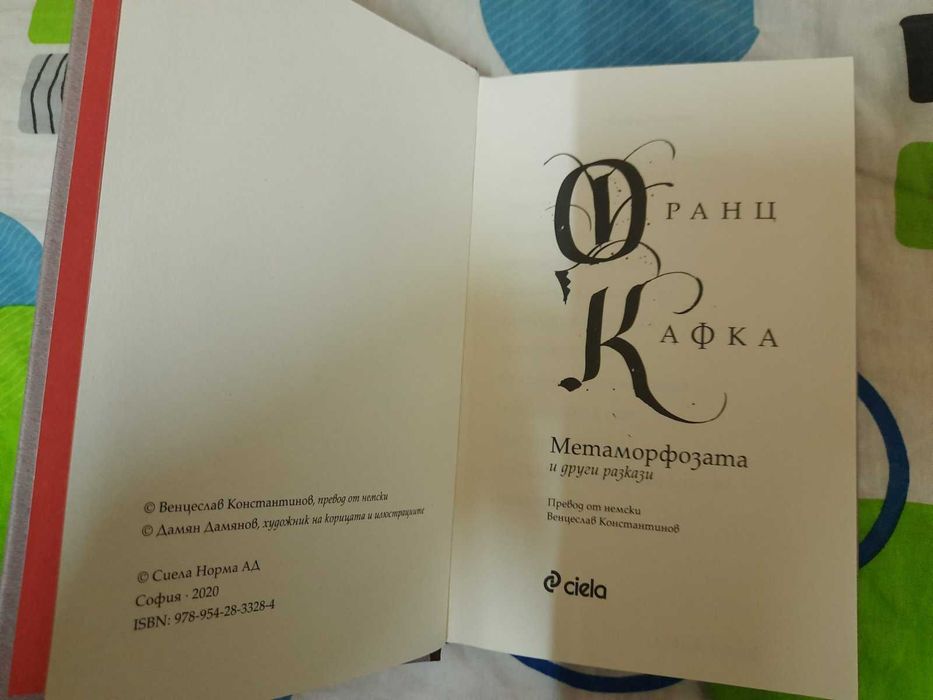 © Венцеслав Константинов, превод от немски
© Дамян Дамянов, художник на корицата и илюстрациите
© Сиела Норма АД
София · 2020
ISBN: 978-954-28-3328-4
ФРАНЦ
КАФКА
Метаморфозата
и други разкази
Превод от немски
Венцеслав Константинов
ciela